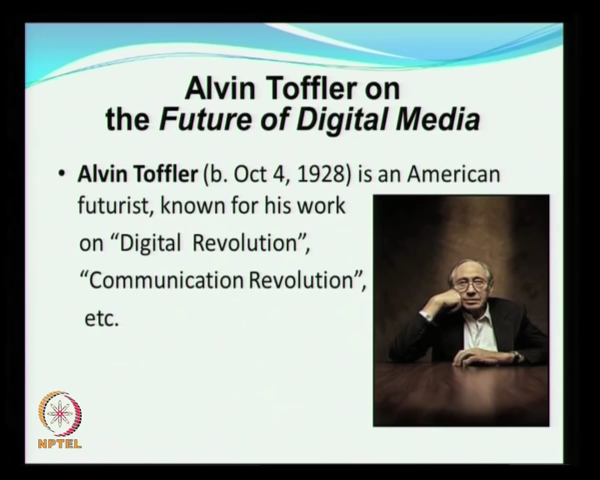 Alvin Toffler on
the Future of Digital Media
• Alvin Toffler (b. Oct 4, 1928) is an American
futurist, known for his work
on “Digital Revolution”,
“Communication Revolution”,
etc.
NPTEL